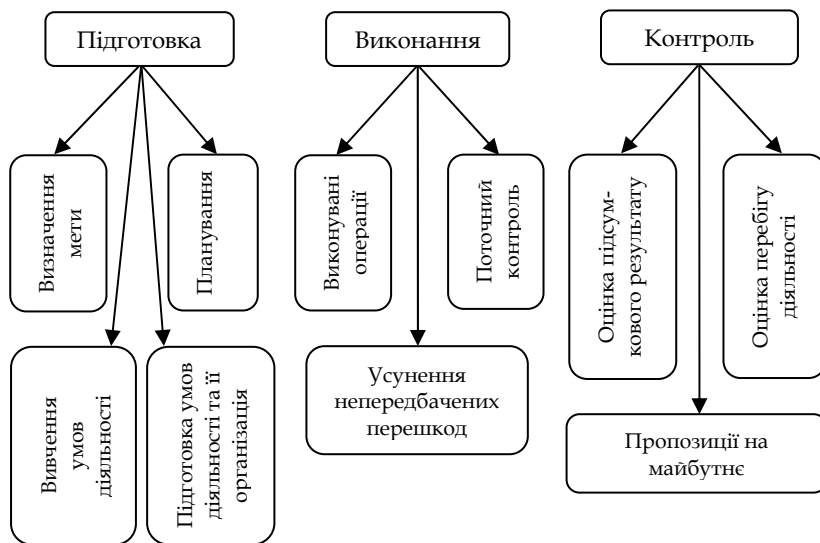 Підготовка
Виконання
Контроль
Визначення
мети
Планування
Виконувані
операції
Поточний
контроль
Оцінка підсум-
кового результату
Оцінка перебігу
діяльності
Вивчення
умов
діяльності
Підготовка умов
діяльності та її
організація
Усунення
непередбачених
перешкод
Пропозиції на
майбутнє